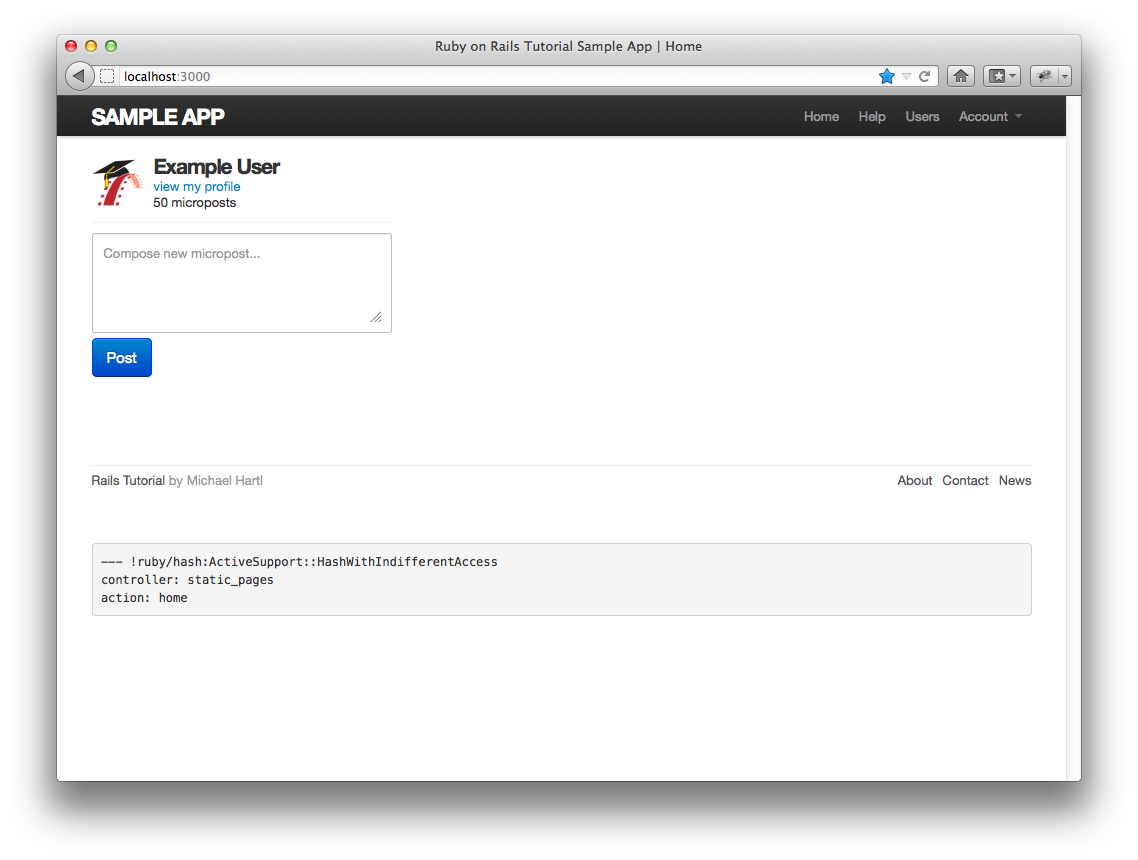 Ruby on Rails Tutorial Sample App | Home
localhost:3000
SAMPLE APP Home Help Users Account
Example User
view my profile
50 microposts
Compose new micropost...
Post
Rails Tutorial by Michael Hartl About Contact News
--- !ruby/hash:ActiveSupport::HashWithIndifferentAccess
controller: static_pages
action: home